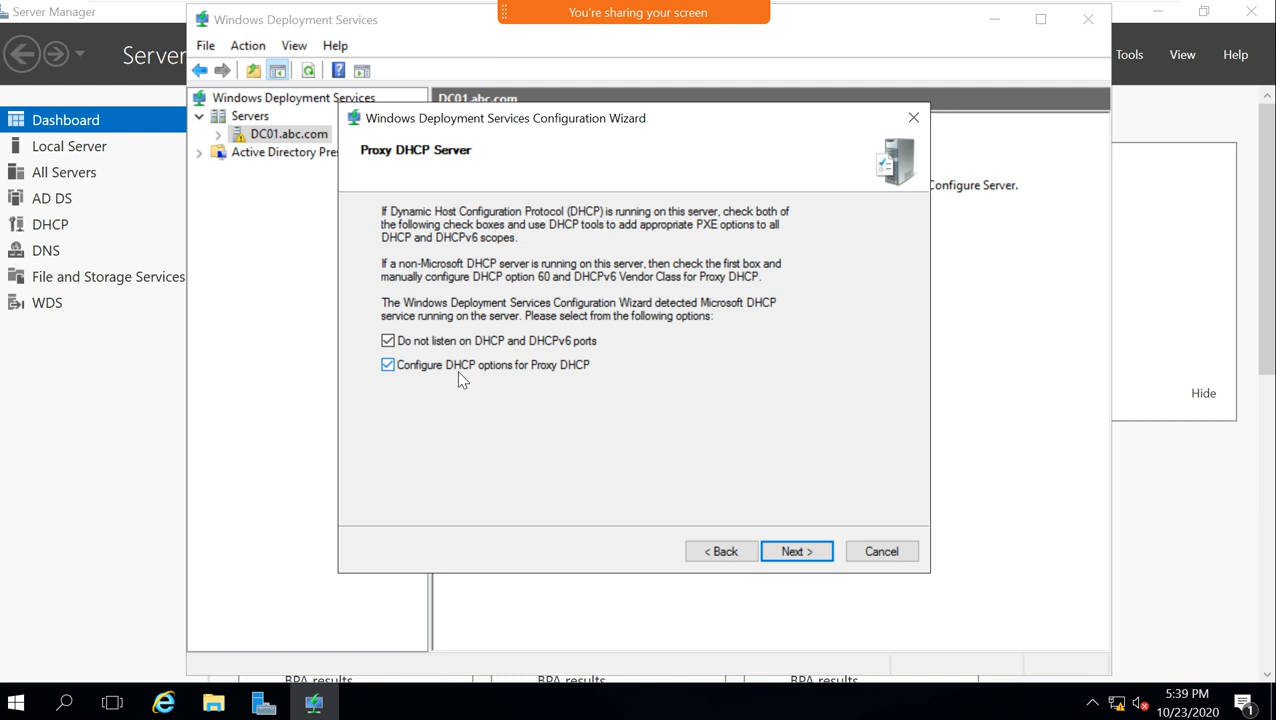 Server Manager
You're sharing your screen
Windows Deployment Services
File Action View Help
Server
Tools View Help
Windows Deployment Services
Servers
DC01.abc.com
Active Directory Pre
DC01.abc.com
Configure Server.
Dashboard
Local Server
All Servers
AD DS
DHCP
DNS
File and Storage Services
WDS
Windows Deployment Services Configuration Wizard
Proxy DHCP Server
If Dynamic Host Configuration Protocol (DHCP) is running on this server, check both of
the following check boxes and use DHCP tools to add appropriate PXE options to all
DHCP and DHCPv6 scopes.
If a non-Microsoft DHCP server is running on this server, then check the first box and
manually configure DHCP option 60 and DHCPv6 Vendor Class for Proxy DHCP.
The Windows Deployment Services Configuration Wizard detected Microsoft DHCP
service running on the server. Please select from the following options:
Do not listen on DHCP and DHCPv6 ports
Configure DHCP options for Proxy DHCP
< Back Next > Cancel
Hide
BPA results BPA results BPA results
5:39 PM
10/23/2020
1